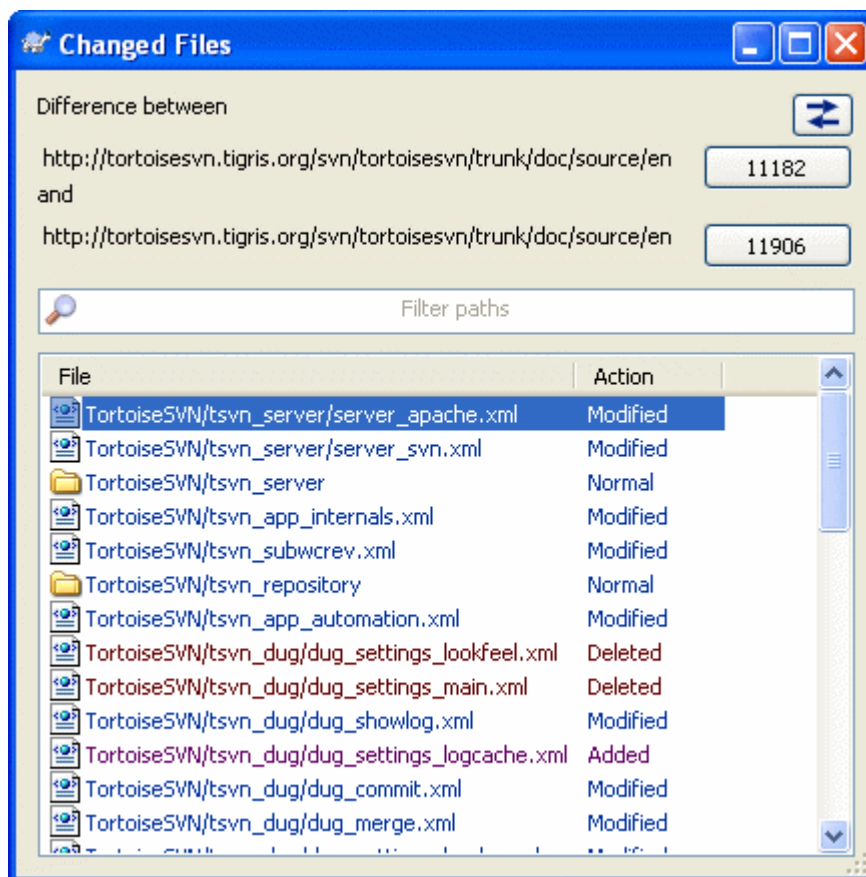 Changed Files
Difference between
http://tortoisesvn.tigris.org/svn/tortoisesvn/trunk/doc/source/en 11182
and
http://tortoisesvn.tigris.org/svn/tortoisesvn/trunk/doc/source/en 11906
Filter paths
File Action
TortoiseSVN/tsvn_server/server_apache.xml Modified
TortoiseSVN/tsvn_server/server_svn.xml Modified
TortoiseSVN/tsvn_server Normal
TortoiseSVN/tsvn_app_internals.xml Modified
TortoiseSVN/tsvn_subwcrev.xml Modified
TortoiseSVN/tsvn_repository Normal
TortoiseSVN/tsvn_app_automation.xml Modified
TortoiseSVN/tsvn_dug/dug_settings_lookfeel.xml Deleted
TortoiseSVN/tsvn_dug/dug_settings_main.xml Deleted
TortoiseSVN/tsvn_dug/dug_showlog.xml Modified
TortoiseSVN/tsvn_dug/dug_settings_logcache.xml Added
TortoiseSVN/tsvn_dug/dug_commit.xml Modified
TortoiseSVN/tsvn_dug/dug_merge.xml Modified